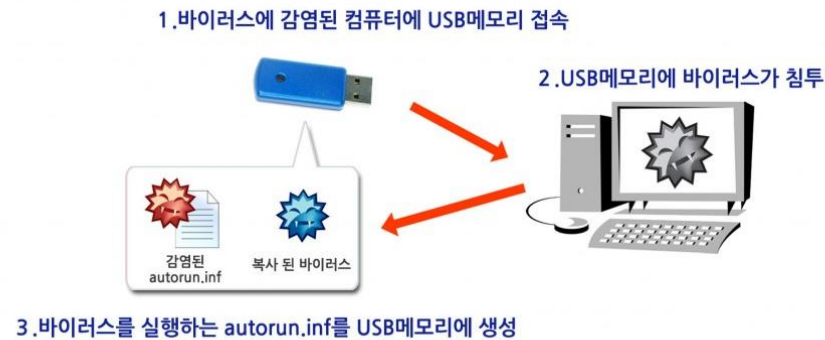 1.바이러스에 감염된 컴퓨터에 USB메모리 접속
2.USB메모리에 바이러스가 침투
감염된
autorun.inf
복사 된 바이러스
3.바이러스를 실행하는 autorun.inf를 USB메모리에 생성